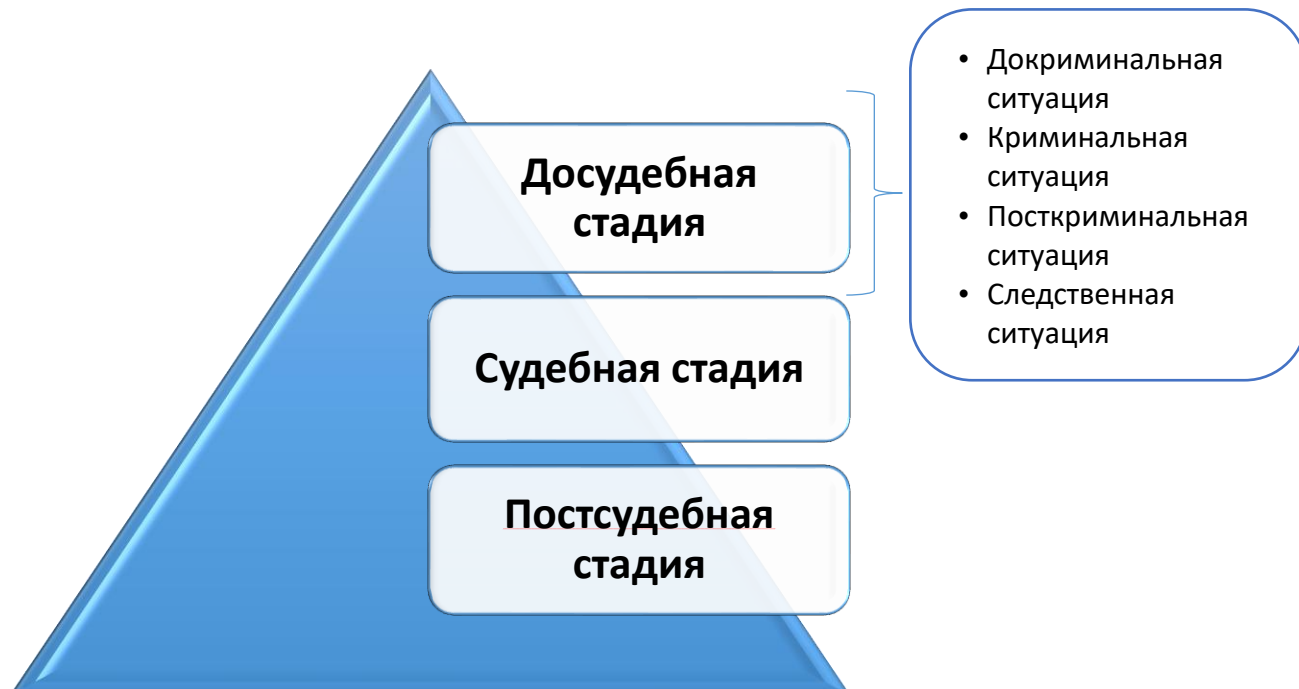 Досудебная
стадия
Судебная стадия
Постсудебная
стадия
• Докриминальная
ситуация
• Криминальная
ситуация
• Посткриминальная
ситуация
• Следственная
ситуация